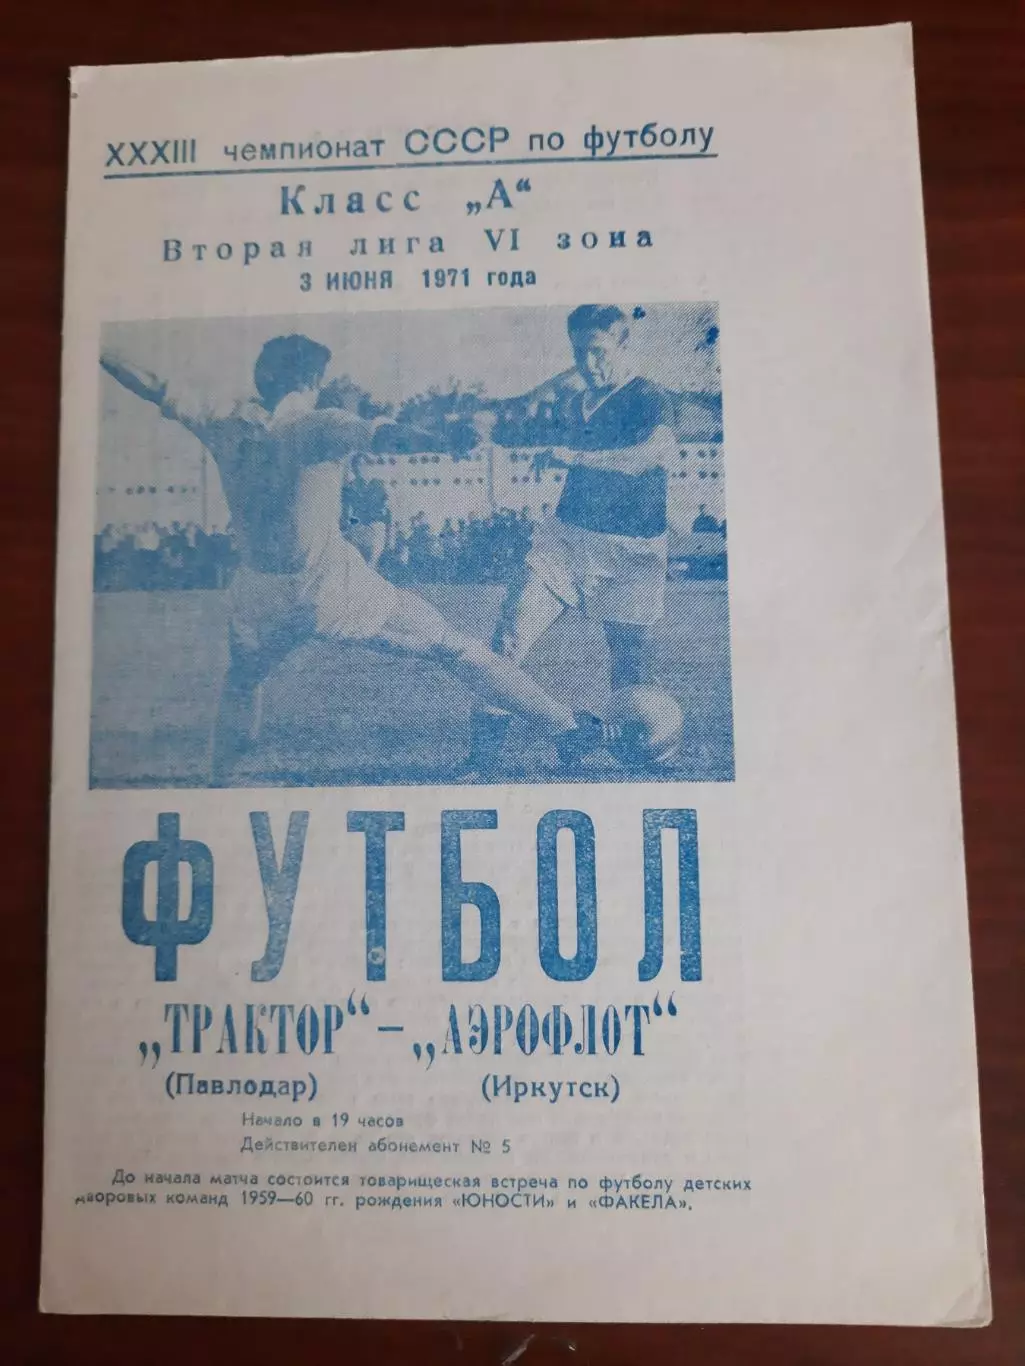 XXXIII чемпионат СССР по футболу
Класс „А“
Вторая лига VI зона
3 ИЮНЯ 1971 года
ФУТБОЛ
„ТРАКТОР“ – „АЭРОФЛОТ“
(Павлодар) (Иркутск)
Начало в 19 часов
Действителен абонемент № 5
До начала матча состоится товарищеская встреча по футболу детских
дворовых команд 1959—60 гг. рождения «ЮНОСТИ» и «ФАКЕЛА».